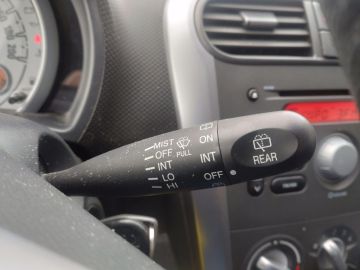 MIST
OFF
INT
LO
HI
PULL
ON
INT
OFF
REAR